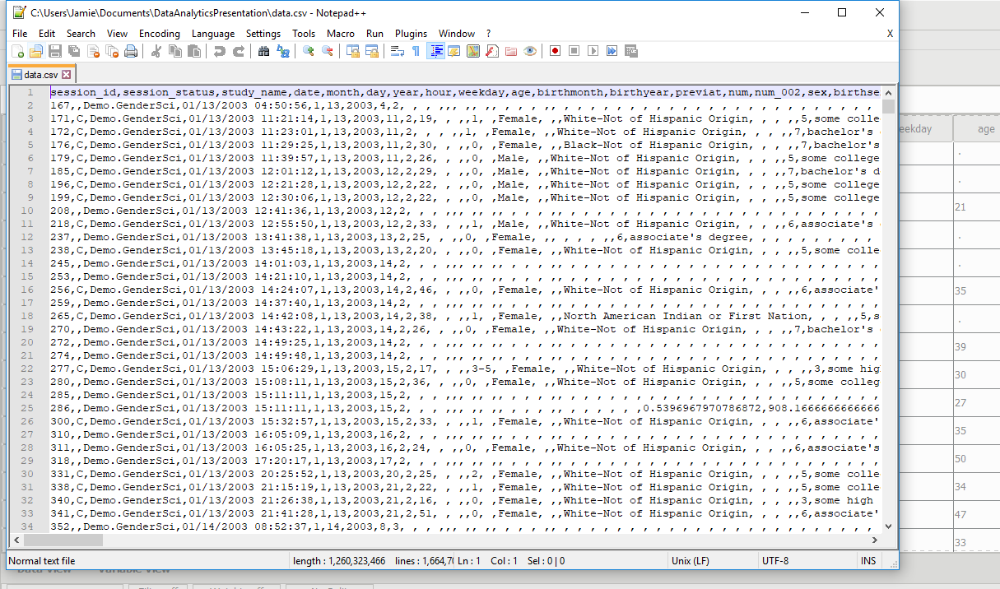 C:\Users\Jamie\Documents\DataAnalyticsPresentation\data.csv - Notepad++
File Edit Search View Encoding Language Settings Tools Macro Run Plugins Window ? X
data.csv
1 session_id,session_status,study_name,date,month,day,year,hour,weekday,age,birthmonth,birthyear,previat,num,num_002,sex,birthse
2 167,,Demo.GenderSci,01/13/2003 04:50:56,1,13,2003,4,2, , , ,,, ,, ,, ,, , , , ,, , , , , , , , , , , , , , , , , , , , ,
3 171,C,Demo.GenderSci,01/13/2003 11:21:14,1,13,2003,11,2,19, , ,,1, ,Female, ,,White-Not of Hispanic Origin, , , ,,5,some colle
4 172,C,Demo.GenderSci,01/13/2003 11:23:01,1,13,2003,11,2, , , ,,1, ,Female, ,,White-Not of Hispanic Origin, , , ,,7,bachelor's
5 176,C,Demo.GenderSci,01/13/2003 11:29:25,1,13,2003,11,2,30, , ,,0, ,Female, ,,Black-Not of Hispanic Origin, , , ,,7,bachelor's
6 179,C,Demo.GenderSci,01/13/2003 11:39:57,1,13,2003,11,2,26, , ,,0, ,Male, ,,White-Not of Hispanic Origin, , , ,,5,some college
7 185,C,Demo.GenderSci,01/13/2003 12:01:12,1,13,2003,12,2,29, , ,,0, ,Male, ,,White-Not of Hispanic Origin, , , ,,7,bachelor's d
8 196,C,Demo.GenderSci,01/13/2003 12:21:28,1,13,2003,12,2,22, , ,,0, ,Male, ,,White-Not of Hispanic Origin, , , ,,5,some college
9 199,C,Demo.GenderSci,01/13/2003 12:30:06,1,13,2003,12,2,22, , ,,0, ,Male, ,,White-Not of Hispanic Origin, , , ,,5,some college
10 208,,Demo.GenderSci,01/13/2003 12:41:36,1,13,2003,12,2, , , ,,, ,, ,, ,, , , , ,, , , , , , , , , , , , , , , , , , , ,
11 218,C,Demo.GenderSci,01/13/2003 12:55:50,1,13,2003,12,2,33, , ,,1, ,Male, ,,White-Not of Hispanic Origin, , , ,,6,associate's
12 237,,Demo.GenderSci,01/13/2003 13:41:38,1,13,2003,13,2,25, , ,,0, ,Female, ,, , , , ,,6,associate's degree, , , , , , , , , ,
13 238,C,Demo.GenderSci,01/13/2003 13:45:18,1,13,2003,13,2,20, , ,,0, ,Female, ,,White-Not of Hispanic Origin, , , ,,5,some colle
14 245,,Demo.GenderSci,01/13/2003 14:01:03,1,13,2003,14,2, , , ,,, ,, ,, ,, , , , ,, , , , , , , , , , , , , , , , , , , ,
15 253,,Demo.GenderSci,01/13/2003 14:21:10,1,13,2003,14,2, , , ,,, ,, ,, ,, , , , ,, , , , , , , , , , , , , , , , , , , ,
16 256,C,Demo.GenderSci,01/13/2003 14:24:07,1,13,2003,14,2,46, , ,,0, ,Female, ,,White-Not of Hispanic Origin, , , ,,6,associate'
17 259,,Demo.GenderSci,01/13/2003 14:37:40,1,13,2003,14,2, , , ,,, ,, ,, ,, , , , ,, , , , , , , , , , , , , , , , , , , ,
18 265,C,Demo.GenderSci,01/13/2003 14:42:08,1,13,2003,14,2,38, , ,,1, ,Female, ,,North American Indian or First Nation, , , ,,5,s
19 270,C,Demo.GenderSci,01/13/2003 14:43:22,1,13,2003,14,2,26, , ,,0, ,Female, ,,White-Not of Hispanic Origin, , , ,,7,bachelor's
20 272,,Demo.GenderSci,01/13/2003 14:49:25,1,13,2003,14,2, , , ,,, ,, ,, ,, , , , ,, , , , , , , , , , , , , , , , , , , ,
21 274,,Demo.GenderSci,01/13/2003 14:49:48,1,13,2003,14,2, , , ,,, ,, ,, ,, , , , ,, , , , , , , , , , , , , , , , , , , ,
22 277,C,Demo.GenderSci,01/13/2003 15:06:29,1,13,2003,15,2,17, , ,,3-5, ,Female, ,,White-Not of Hispanic Origin, , , ,,3,some hig
23 280,,Demo.GenderSci,01/13/2003 15:08:11,1,13,2003,15,2,36, , ,,0, ,Female, ,,White-Not of Hispanic Origin, , , ,,5,some colleg
24 285,,Demo.GenderSci,01/13/2003 15:11:11,1,13,2003,15,2, , , ,,, ,, ,, ,, , , , ,, , , , , , , , , , , , , , , , , , , ,
25 286,,Demo.GenderSci,01/13/2003 15:11:11,1,13,2003,15,2, , , ,,, ,, ,, ,, , , , ,, , , , , ,0.5396967970786872,908.1666666666666
26 300,C,Demo.GenderSci,01/13/2003 15:32:57,1,13,2003,15,2,33, , ,,1, ,Female, ,,White-Not of Hispanic Origin, , , ,,6,associate'
27 310,,Demo.GenderSci,01/13/2003 16:05:09,1,13,2003,16,2, , , ,,, ,, ,, ,, , , , ,, , , , , , , , , , , , , , , , , , , ,
28 311,,Demo.GenderSci,01/13/2003 16:05:25,1,13,2003,16,2,24, , ,,0, ,Female, ,,White-Not of Hispanic Origin, , , ,,6,associate's
29 318,,Demo.GenderSci,01/13/2003 17:20:17,1,13,2003,17,2, , , ,,, ,, ,, ,, , , , ,, , , , , , , , , , , , , , , , , , , ,
30 331,C,Demo.GenderSci,01/13/2003 20:25:52,1,13,2003,20,2,25, , ,,2, ,Female, ,,White-Not of Hispanic Origin, , , ,,5,some colle
31 338,C,Demo.GenderSci,01/13/2003 21:15:19,1,13,2003,21,2,22, , ,,1, ,Female, ,,White-Not of Hispanic Origin, , , ,,5,some colle
32 340,C,Demo.GenderSci,01/13/2003 21:26:38,1,13,2003,21,2,16, , ,,0, ,Female, ,,White-Not of Hispanic Origin, , , ,,3,some high
33 341,C,Demo.GenderSci,01/13/2003 21:41:28,1,13,2003,21,2,51, , ,,0, ,Female, ,,White-Not of Hispanic Origin, , , ,,6,associate'
34 352,,Demo.GenderSci,01/14/2003 08:52:37,1,14,2003,8,3, , , ,,, ,, ,, ,, , , , ,, , , , , , , , , , , , , , , , , , , , ,
Normal text file length : 1,260,323,466 lines : 1,664,70 Ln : 1 Col : 1 Sel : 0 | 0 Unix (LF) UTF-8 INS
eekday age
.
.
21
.
.
35
.
39
30
27
35
50
34
47
33